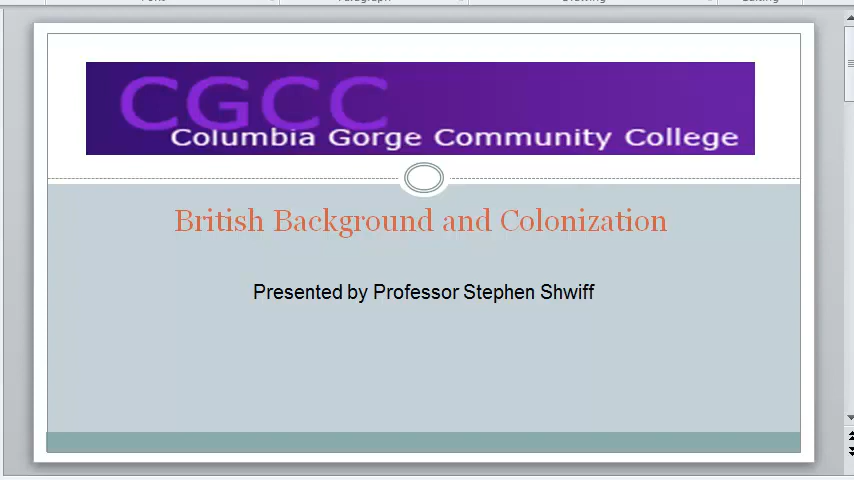 CGCC
Columbia Gorge Community College
British Background and Colonization
Presented by Professor Stephen Shwiff